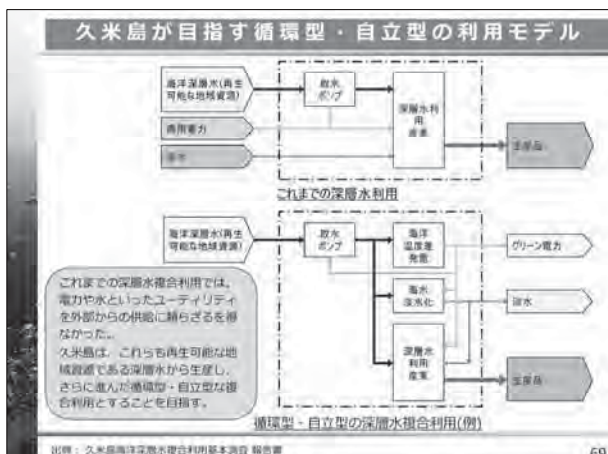 久米島が目指す循環型・自立型の利用モデル
海洋深層水(再生
可能な地域資源)
取水
ポンプ
深層水利用
産業
商用電力
淡水
生産品
これまでの深層水利用
海洋深層水(再生
可能な地域資源)
取水
ポンプ
海洋
温度差
発電
グリーン電力
海水
淡水化
淡水
深層水
利用
産業
生産品
これまでの深層水複合利用では、
電力や水といったユーティリティ
を外部からの供給に頼らざるを得
なかった。
久米島は、これらも再生可能な地
域資源である深層水から生産し、
さらに進んだ循環型・自立型な複
合利用とすることを目指す。
循環型・自立型の深層水複合利用(例)
出典： 久米島海洋深層水複合利用基本調査 報告書
69